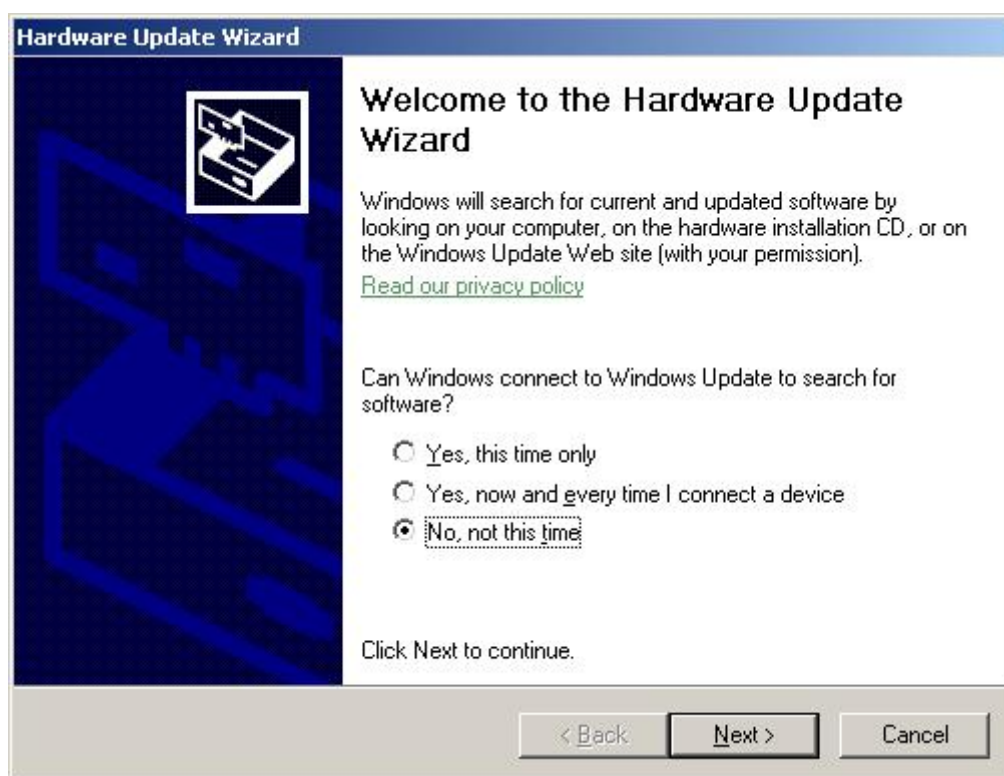 Hardware Update Wizard
Welcome to the Hardware Update
Wizard
Windows will search for current and updated software by
looking on your computer, on the hardware installation CD, or on
the Windows Update Web site (with your permission).
Read our privacy policy
Can Windows connect to Windows Update to search for
software?
Yes, this time only
Yes, now and every time I connect a device
No, not this time
Click Next to continue.
< Back
Next >
Cancel